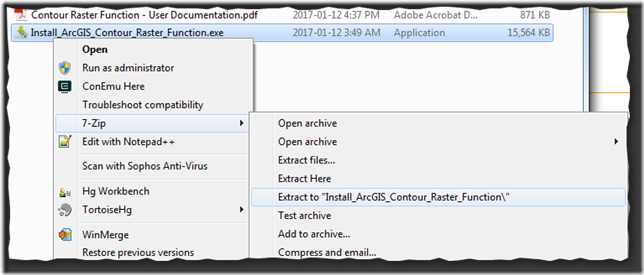 Contour Raster Function - User Documentation.pdf 2017-01-12 4:37 PM Adobe Acrobat D... 871 KB
Install_ArcGIS_Contour_Raster_Function.exe 2017-01-12 3:49 AM Application 15,564 KB
Open
Run as administrator
ConEmu Here
Troubleshoot compatibility
7-Zip
Edit with Notepad++
Scan with Sophos Anti-Virus
Hg Workbench
TortoiseHg
WinMerge
Restore previous versions
Open archive
Open archive
Extract files...
Extract Here
Extract to "Install_ArcGIS_Contour_Raster_Function\"
Test archive
Add to archive...
Compress and email...